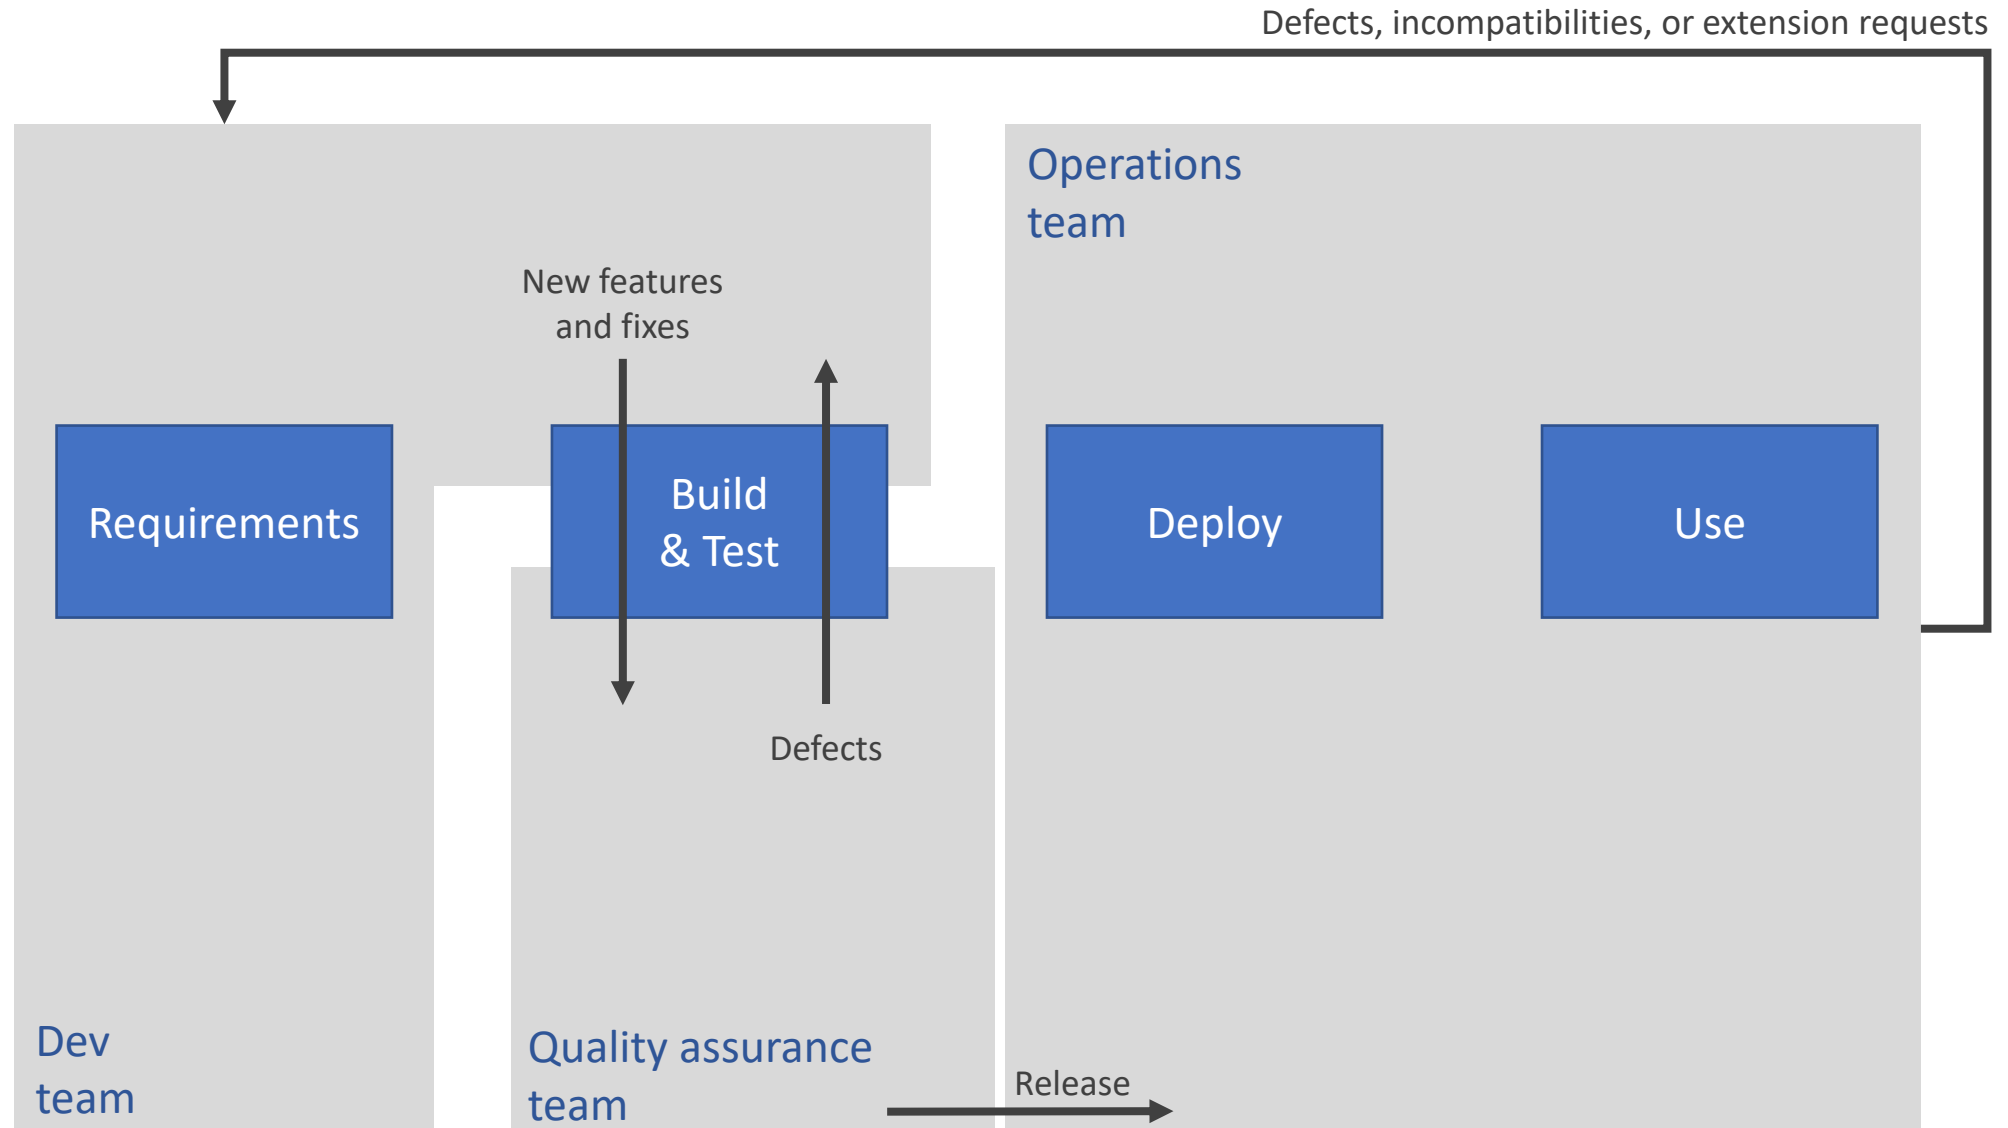 Defects, incompatibilities, or extension requests
Operations
team
New features
and fixes
Requirements
Build
& Test
Deploy
Use
Defects
Dev
team
Quality assurance
team
Release